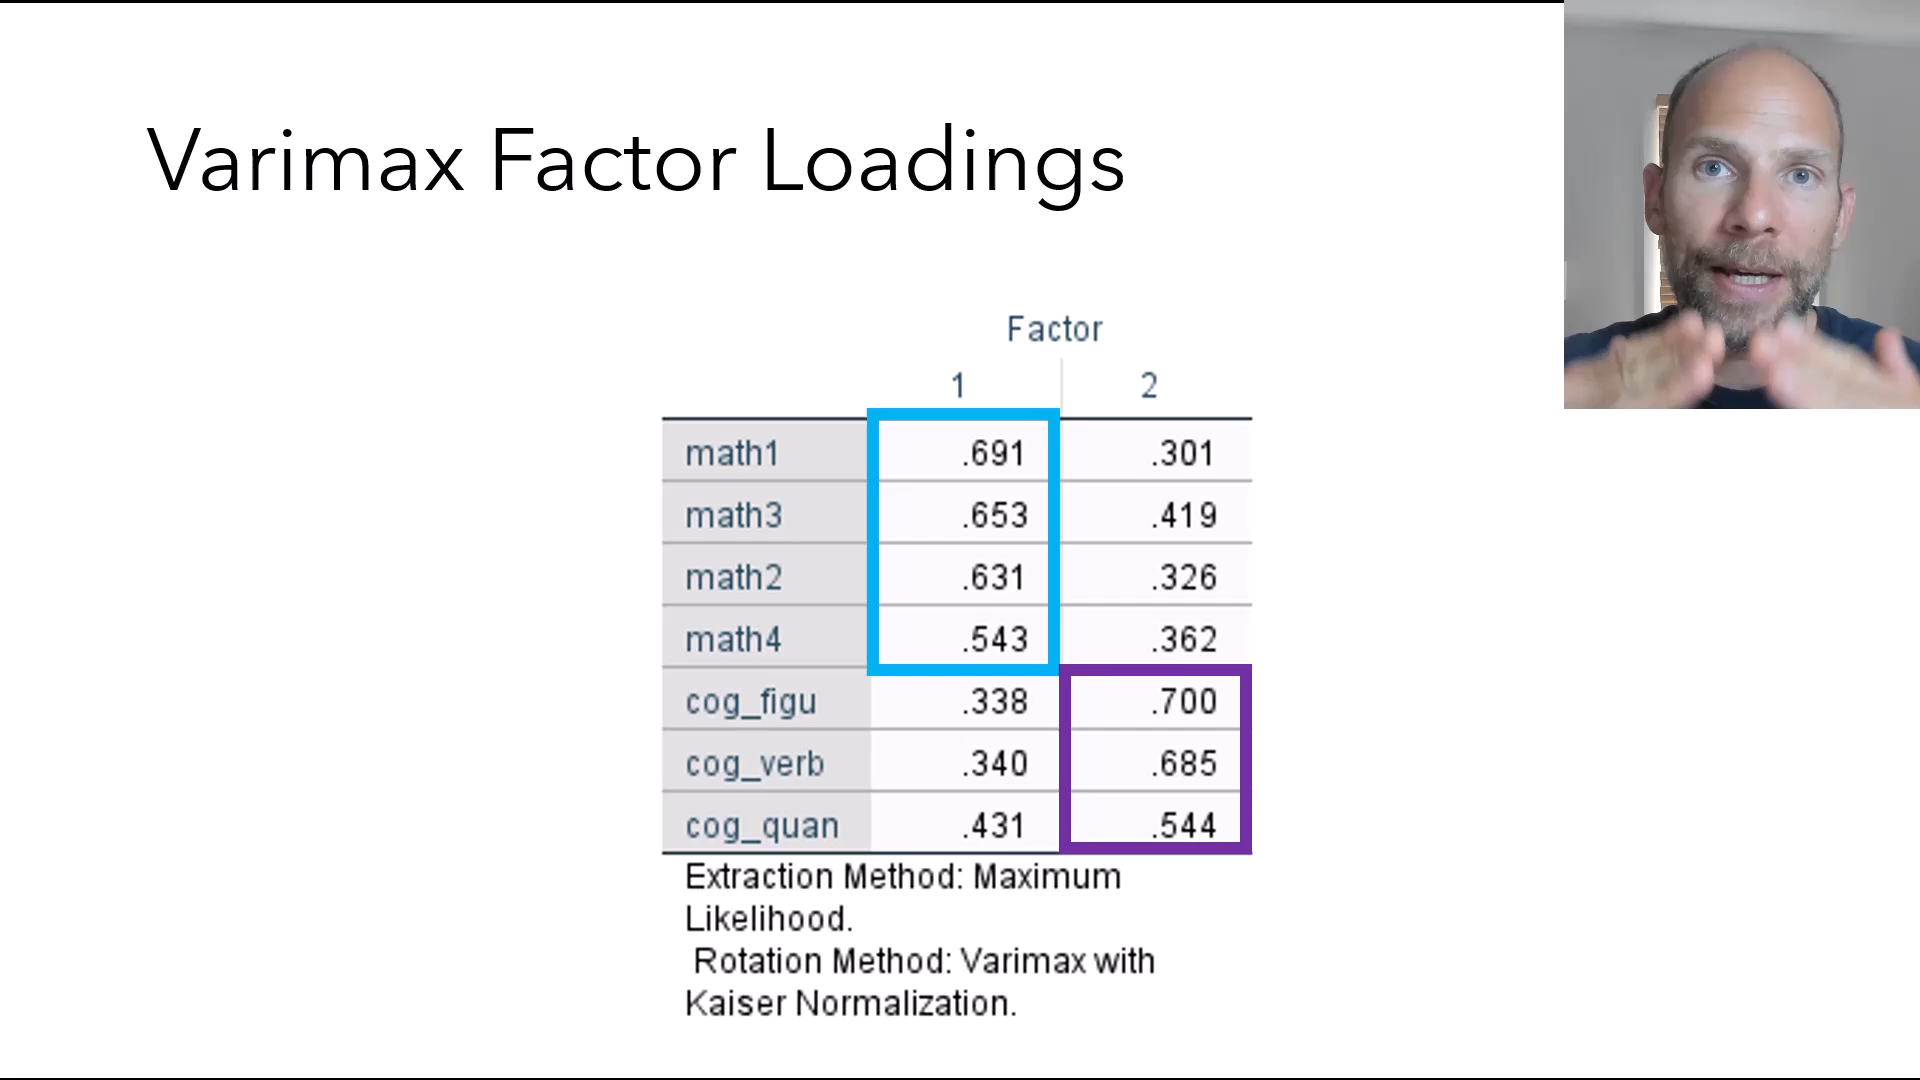 Varimax Factor Loadings
Factor
1 2
math1 .691 .301
math3 .653 .419
math2 .631 .326
math4 .543 .362
cog_figu .338 .700
cog_verb .340 .685
cog_quan .431 .544
Extraction Method: Maximum
Likelihood.
Rotation Method: Varimax with
Kaiser Normalization.